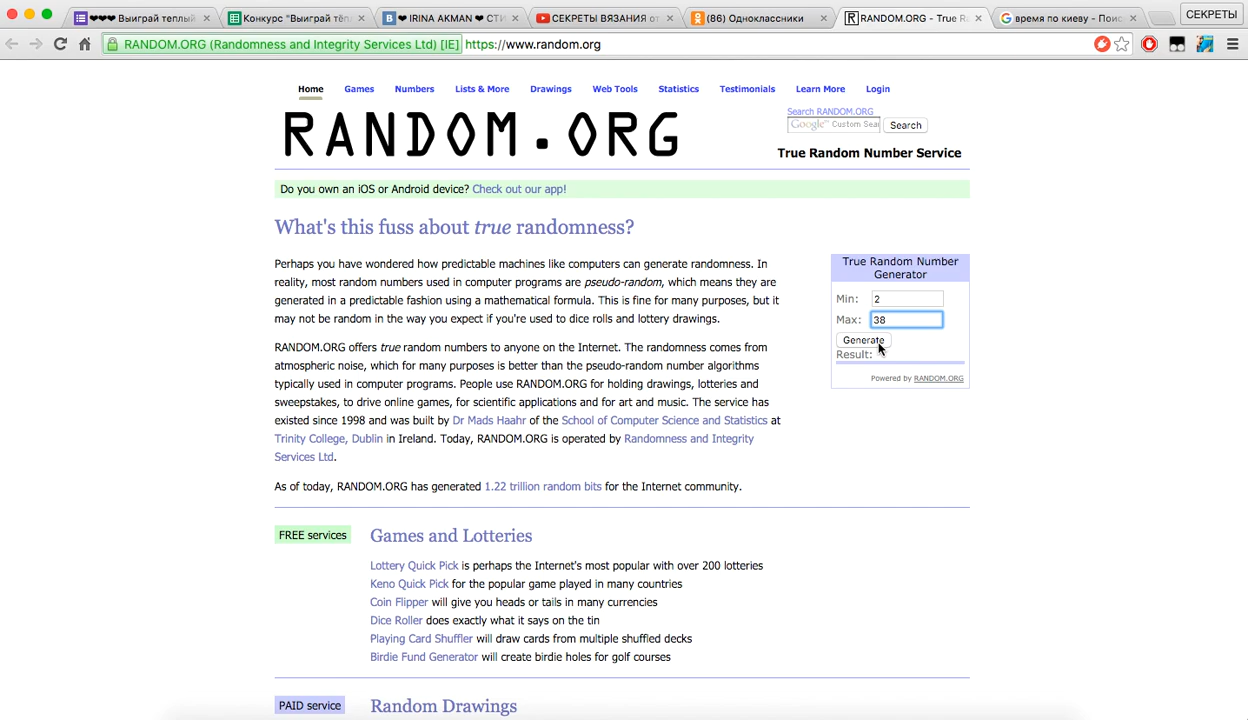 ♥♥♥♥ Выиграй теплый
Конкурс "Выиграй тёпл
❤ IRINA AKMAN ❤ СТИ
СЕКРЕТЫ ВЯЗАНИЯ от
(86) Одноклассники
RANDOM.ORG - True R
время по киеву - Поис
СЕКРЕТЫ
RANDOM.ORG (Randomness and Integrity Services Ltd) [IE] https://www.random.org
Home Games Numbers Lists & More Drawings Web Tools Statistics Testimonials Learn More Login
RANDOM.ORG
Search RANDOM.ORG
Google™ Custom Sear Search
True Random Number Service
Do you own an iOS or Android device? Check out our app!
What's this fuss about true randomness?
Perhaps you have wondered how predictable machines like computers can generate randomness. In
reality, most random numbers used in computer programs are pseudo-random, which means they are
generated in a predictable fashion using a mathematical formula. This is fine for many purposes, but it
may not be random in the way you expect if you're used to dice rolls and lottery drawings.
RANDOM.ORG offers true random numbers to anyone on the Internet. The randomness comes from
atmospheric noise, which for many purposes is better than the pseudo-random number algorithms
typically used in computer programs. People use RANDOM.ORG for holding drawings, lotteries and
sweepstakes, to drive online games, for scientific applications and for art and music. The service has
existed since 1998 and was built by Dr Mads Haahr of the School of Computer Science and Statistics at
Trinity College, Dublin in Ireland. Today, RANDOM.ORG is operated by Randomness and Integrity
Services Ltd.
As of today, RANDOM.ORG has generated 1.22 trillion random bits for the Internet community.
True Random Number
Generator
Min: 2
Max: 38
Generate
Result:
Powered by RANDOM.ORG
FREE services
Games and Lotteries
Lottery Quick Pick is perhaps the Internet's most popular with over 200 lotteries
Keno Quick Pick for the popular game played in many countries
Coin Flipper will give you heads or tails in many currencies
Dice Roller does exactly what it says on the tin
Playing Card Shuffler will draw cards from multiple shuffled decks
Birdie Fund Generator will create birdie holes for golf courses
PAID service
Random Drawings